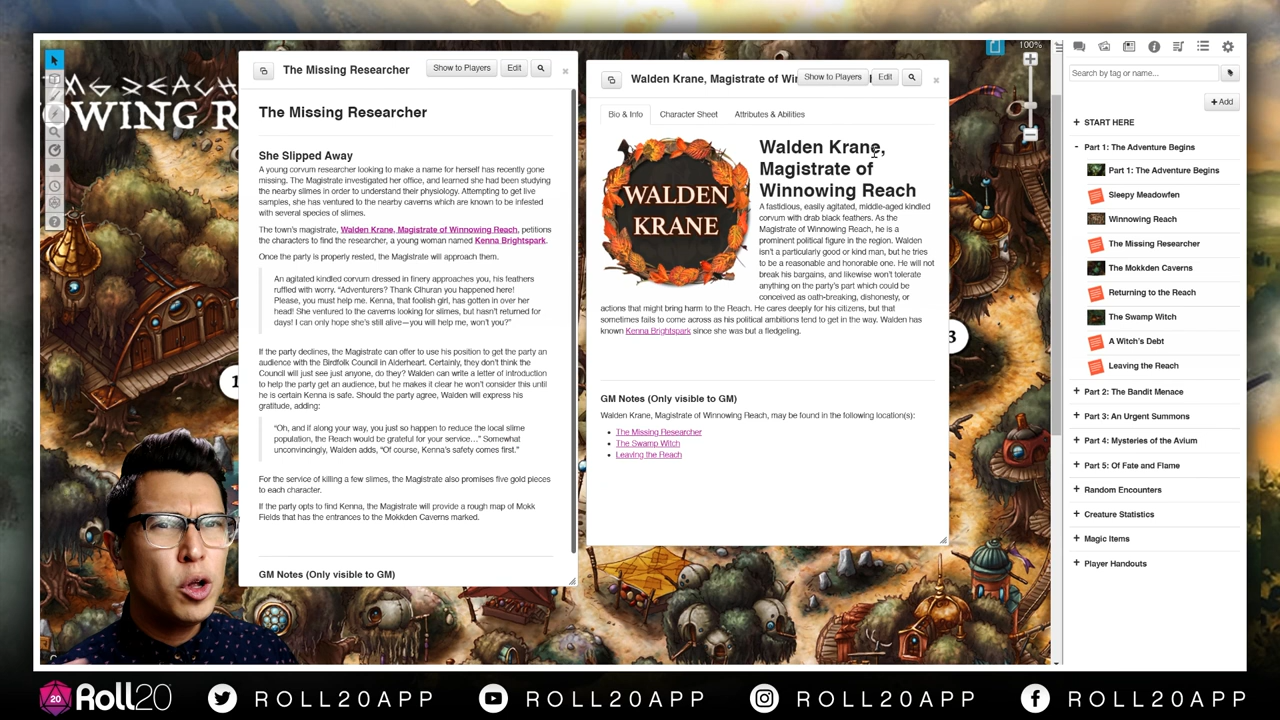 The Missing Researcher
Show to Players
Edit
The Missing Researcher
She Slipped Away
A young corvum researcher looking to make a name for herself has recently gone
missing. The Magistrate investigated her office, and learned she had been studying
the nearby slimes in order to understand their physiology. Attempting to get live
samples, she has ventured to the nearby caverns which are known to be infested
with several species of slimes.
The town's magistrate, Walden Krane, Magistrate of Winnowing Reach, petitions
the characters to find the researcher, a young woman named Kenna Brightspark.
Once the party is properly rested, the Magistrate will approach them.
An agitated kindled corvum dressed in finery approaches you, his feathers
ruffled with worry. “Adventurers? Thank Clhuran you happened here!
Please, you must help me. Kenna, that foolish girl, has gotten in over her
head! She ventured to the caverns looking for slimes, but hasn't returned for
days! I can only hope she's still alive—you will help me, won't you?”
If the party declines, the Magistrate can offer to use his position to get the party an
audience with the Birdfolk Council in Alderheart. Certainly, they don't think the
Council will just see just anyone, do they? Walden can write a letter of introduction
to help the party get an audience, but he makes it clear he won't consider this until
he is certain Kenna is safe. Should the party agree, Walden will express his
gratitude, adding:
“Oh, and if along your way, you just so happen to reduce the local slime
population, the Reach would be grateful for your service…” Somewhat
unconvincingly, Walden adds, “Of course, Kenna's safety comes first.”
For the service of killing a few slimes, the Magistrate also promises five gold pieces
to each character.
If the party opts to find Kenna, the Magistrate will provide a rough map of Mokk
Fields that has the entrances to the Mokkden Caverns marked.
GM Notes (Only visible to GM)
Walden Krane, Magistrate of Win
Show to Players
Edit
Bio & Info
Character Sheet
Attributes & Abilities
WALDEN
KRANE
Walden Krane,
Magistrate of
Winnowing Reach
A fastidious, easily agitated, middle-aged kindled
corvum with drab black feathers. As the
Magistrate of Winnowing Reach, he is a
prominent political figure in the region. Walden
isn't a particularly good or kind man, but he tries
to be a reasonable and honorable one. He will not
break his bargains, and likewise won't tolerate
anything on the party's part which could be
conceived as oath-breaking, dishonesty, or
actions that might bring harm to the Reach. He cares deeply for his citizens, but that
sometimes fails to come across as his political ambitions tend to get in the way. Walden has
known Kenna Brightspark since she was but a fledgeling.
GM Notes (Only visible to GM)
Walden Krane, Magistrate of Winnowing Reach, may be found in the following location(s):
The Missing Researcher
The Swamp Witch
Leaving the Reach
1
3
100%
Search by tag or name...
+ Add
START HERE
Part 1: The Adventure Begins
Part 1: The Adventure Begins
Sleepy Meadowfen
Winnowing Reach
The Missing Researcher
The Mokkden Caverns
Returning to the Reach
The Swamp Witch
A Witch's Debt
Leaving the Reach
Part 2: The Bandit Menace
Part 3: An Urgent Summons
Part 4: Mysteries of the Avium
Part 5: Of Fate and Flame
Random Encounters
Creature Statistics
Magic Items
Player Handouts
20
Roll20
ROLL20APP
ROLL20APP
ROLL20APP
ROLL20APP